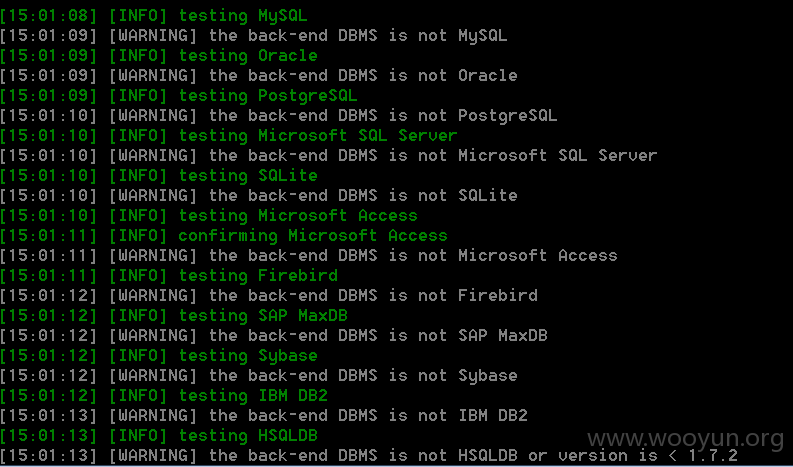 [15:01:08] [INFO] testing MySQL
[15:01:09] [WARNING] the back-end DBMS is not MySQL
[15:01:09] [INFO] testing Oracle
[15:01:09] [WARNING] the back-end DBMS is not Oracle
[15:01:09] [INFO] testing PostgreSQL
[15:01:10] [WARNING] the back-end DBMS is not PostgreSQL
[15:01:10] [INFO] testing Microsoft SQL Server
[15:01:10] [WARNING] the back-end DBMS is not Microsoft SQL Server
[15:01:10] [INFO] testing SQLite
[15:01:10] [WARNING] the back-end DBMS is not SQLite
[15:01:10] [INFO] testing Microsoft Access
[15:01:11] [INFO] confirming Microsoft Access
[15:01:11] [WARNING] the back-end DBMS is not Microsoft Access
[15:01:11] [INFO] testing Firebird
[15:01:12] [WARNING] the back-end DBMS is not Firebird
[15:01:12] [INFO] testing SAP MaxDB
[15:01:12] [WARNING] the back-end DBMS is not SAP MaxDB
[15:01:12] [INFO] testing Sybase
[15:01:12] [WARNING] the back-end DBMS is not Sybase
[15:01:12] [INFO] testing IBM DB2
[15:01:13] [WARNING] the back-end DBMS is not IBM DB2
[15:01:13] [INFO] testing HSQLDB
www.wooyun.org
[15:01:13] [WARNING] the back-end DBMS is not HSQLDB or version is < 1.7.2